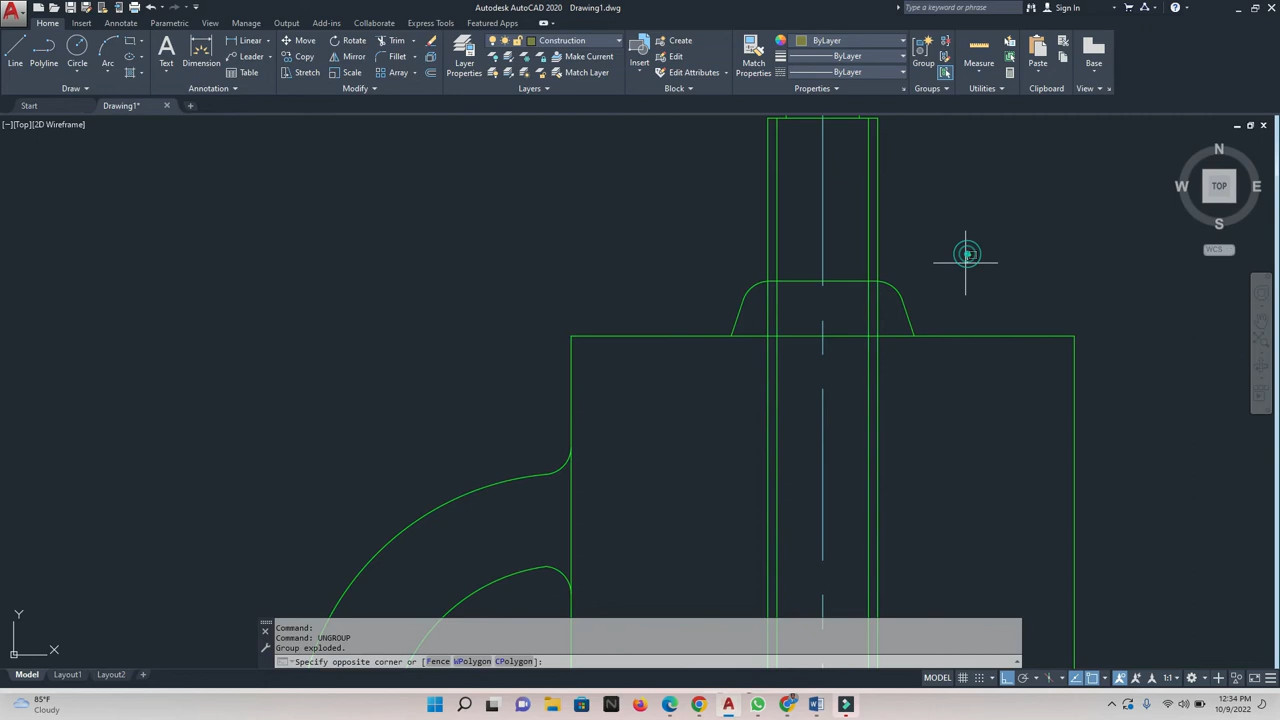 Autodesk AutoCAD 2020 Drawing1.dwg
Type a keyword or phrase
Sign In
Home Insert Annotate Parametric View Manage Output Add-ins Collaborate Express Tools Featured Apps
Line
Polyline
Circle
Arc
Move
Rotate
Trim
Copy
Mirror
Fillet
Stretch
Scale
Array
Text
Dimension
Linear
Leader
Table
Layer
Properties
Construction
Make Current
Match Layer
Insert
Create
Edit
Edit Attributes
Match
Properties
ByLayer
ByLayer
ByLayer
Group
Measure
Paste
Base
Draw
Modify
Annotation
Layers
Block
Properties
Groups
Utilities
Clipboard
View
Start
Drawing1*
[−][Top][2D Wireframe]
N
W TOP E
S
WCS
Y
X
Command:
Command: UNGROUP
Group exploded.
Specify opposite corner or [Fence WPolygon CPolygon]:
Model Layout1 Layout2
MODEL
1:1
85°F
Cloudy
12:34 PM
10/9/2022